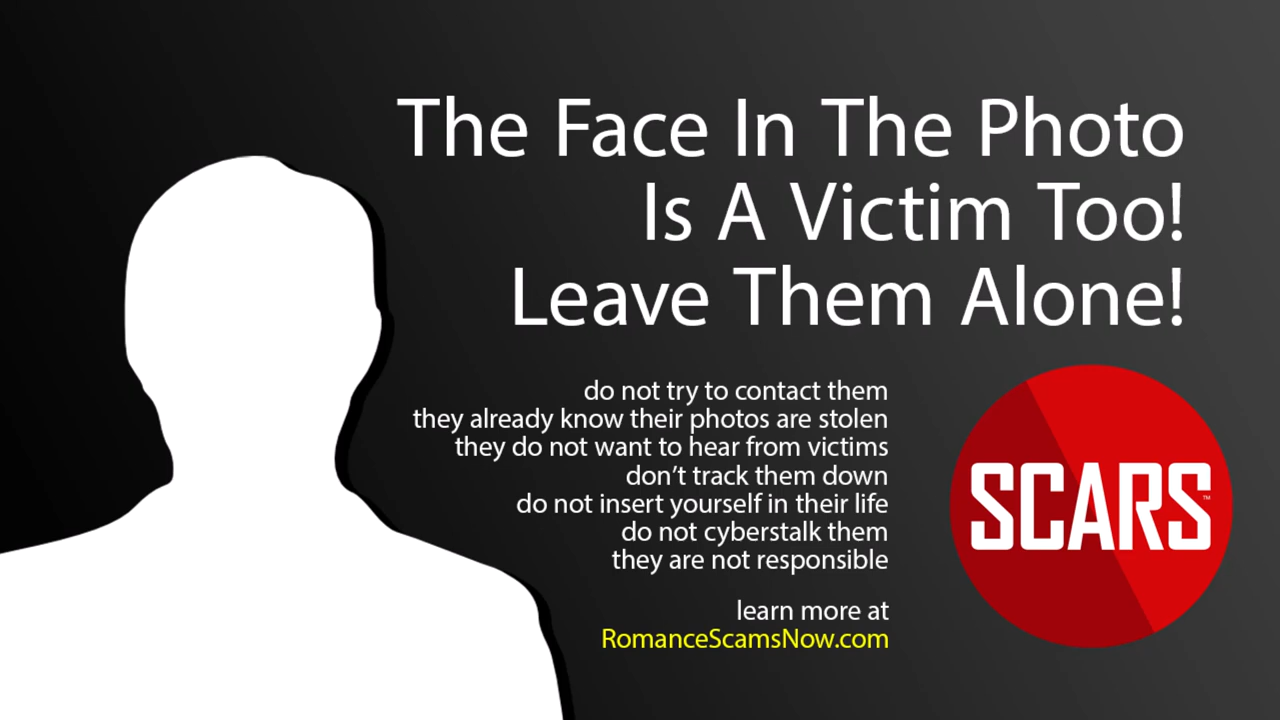 The Face In The Photo
Is A Victim Too!
Leave Them Alone!
do not try to contact them
they already know their photos are stolen
they do not want to hear from victims
don’t track them down
do not insert yourself in their life
do not cyberstalk them
they are not responsible
learn more at
RomanceScamsNow.com
SCARS™